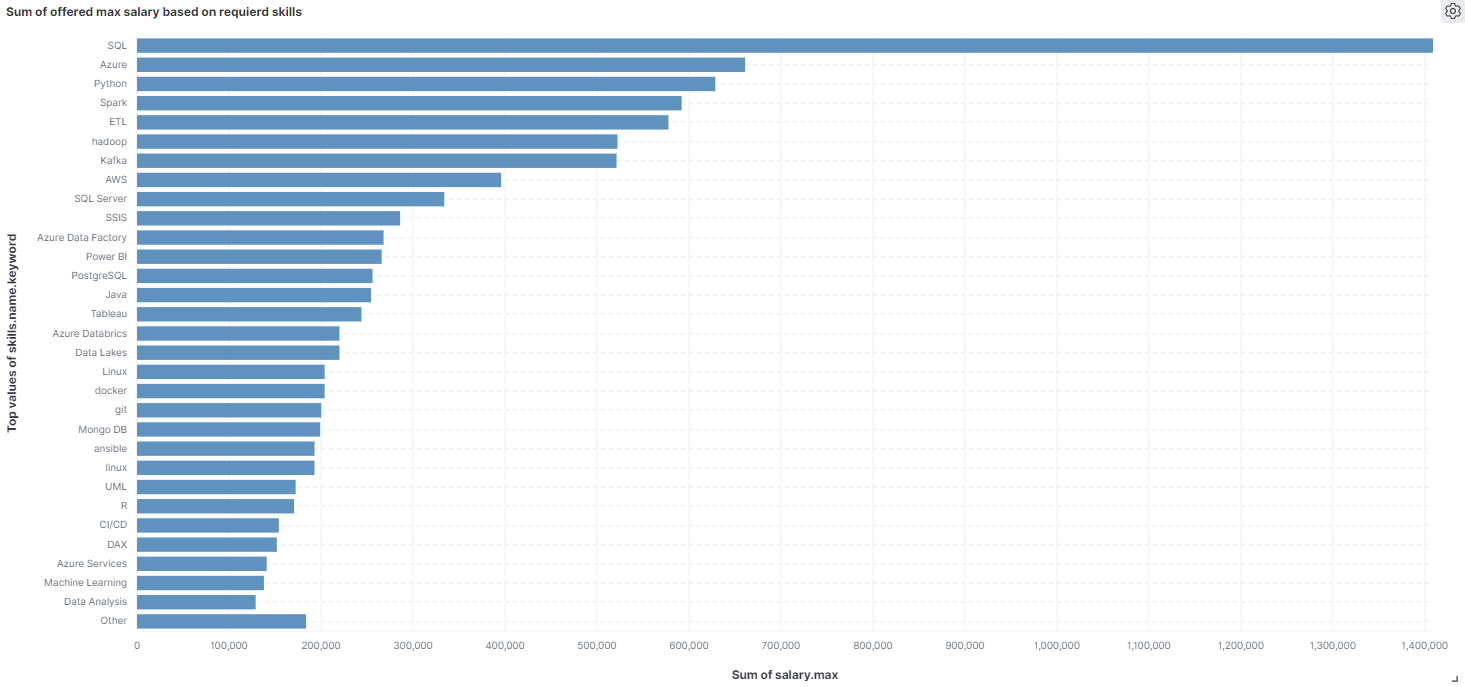 Sum of offered max salary based on requierd skills
SQL
Azure
Python
Spark
ETL
hadoop
Kafka
AWS
SQL Server
SSIS
Azure Data Factory
Power BI
PostgreSQL
Java
Tableau
Azure Databrics
Data Lakes
Linux
docker
git
Mongo DB
ansible
linux
UML
R
CI/CD
DAX
Azure Services
Machine Learning
Data Analysis
Other
Top values of skills.name.keyword
0 100,000 200,000 300,000 400,000 500,000 600,000 700,000 800,000 900,000 1,000,000 1,100,000 1,200,000 1,300,000 1,400,000
Sum of salary.max